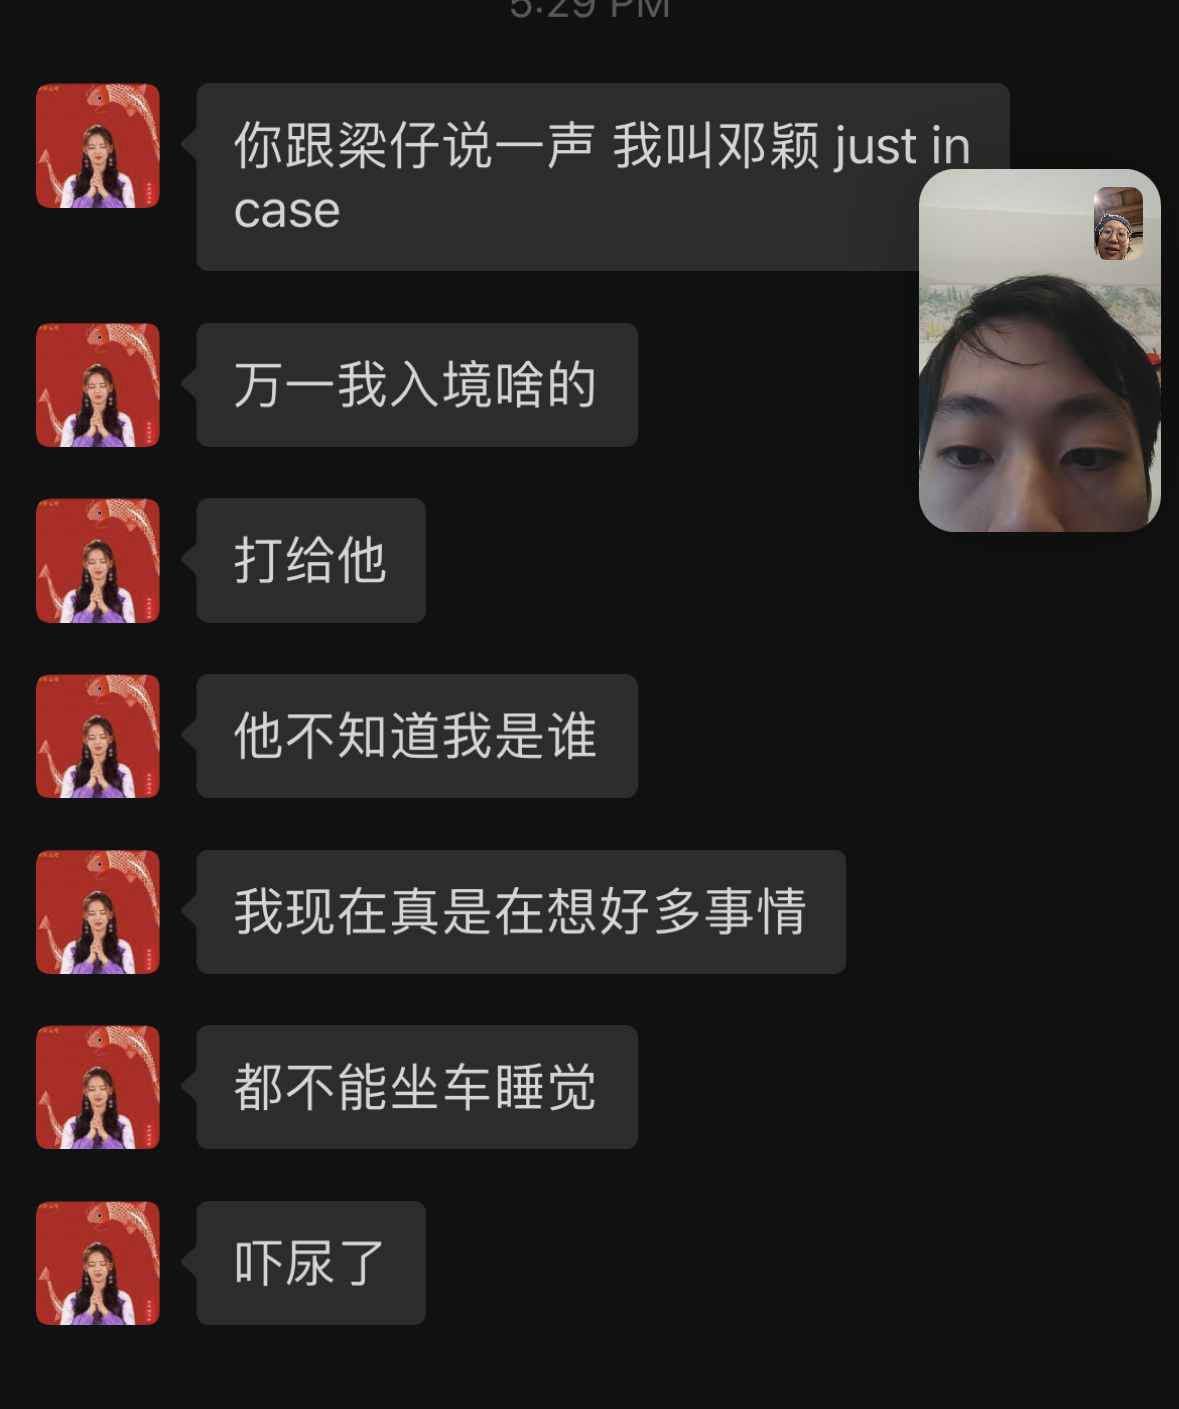 5:29 PM
你跟梁仔说一声 我叫邓颖 just in
case
万一我入境啥的
打给他
他不知道我是谁
我现在真是在想好多事情
都不能坐车睡觉
吓尿了